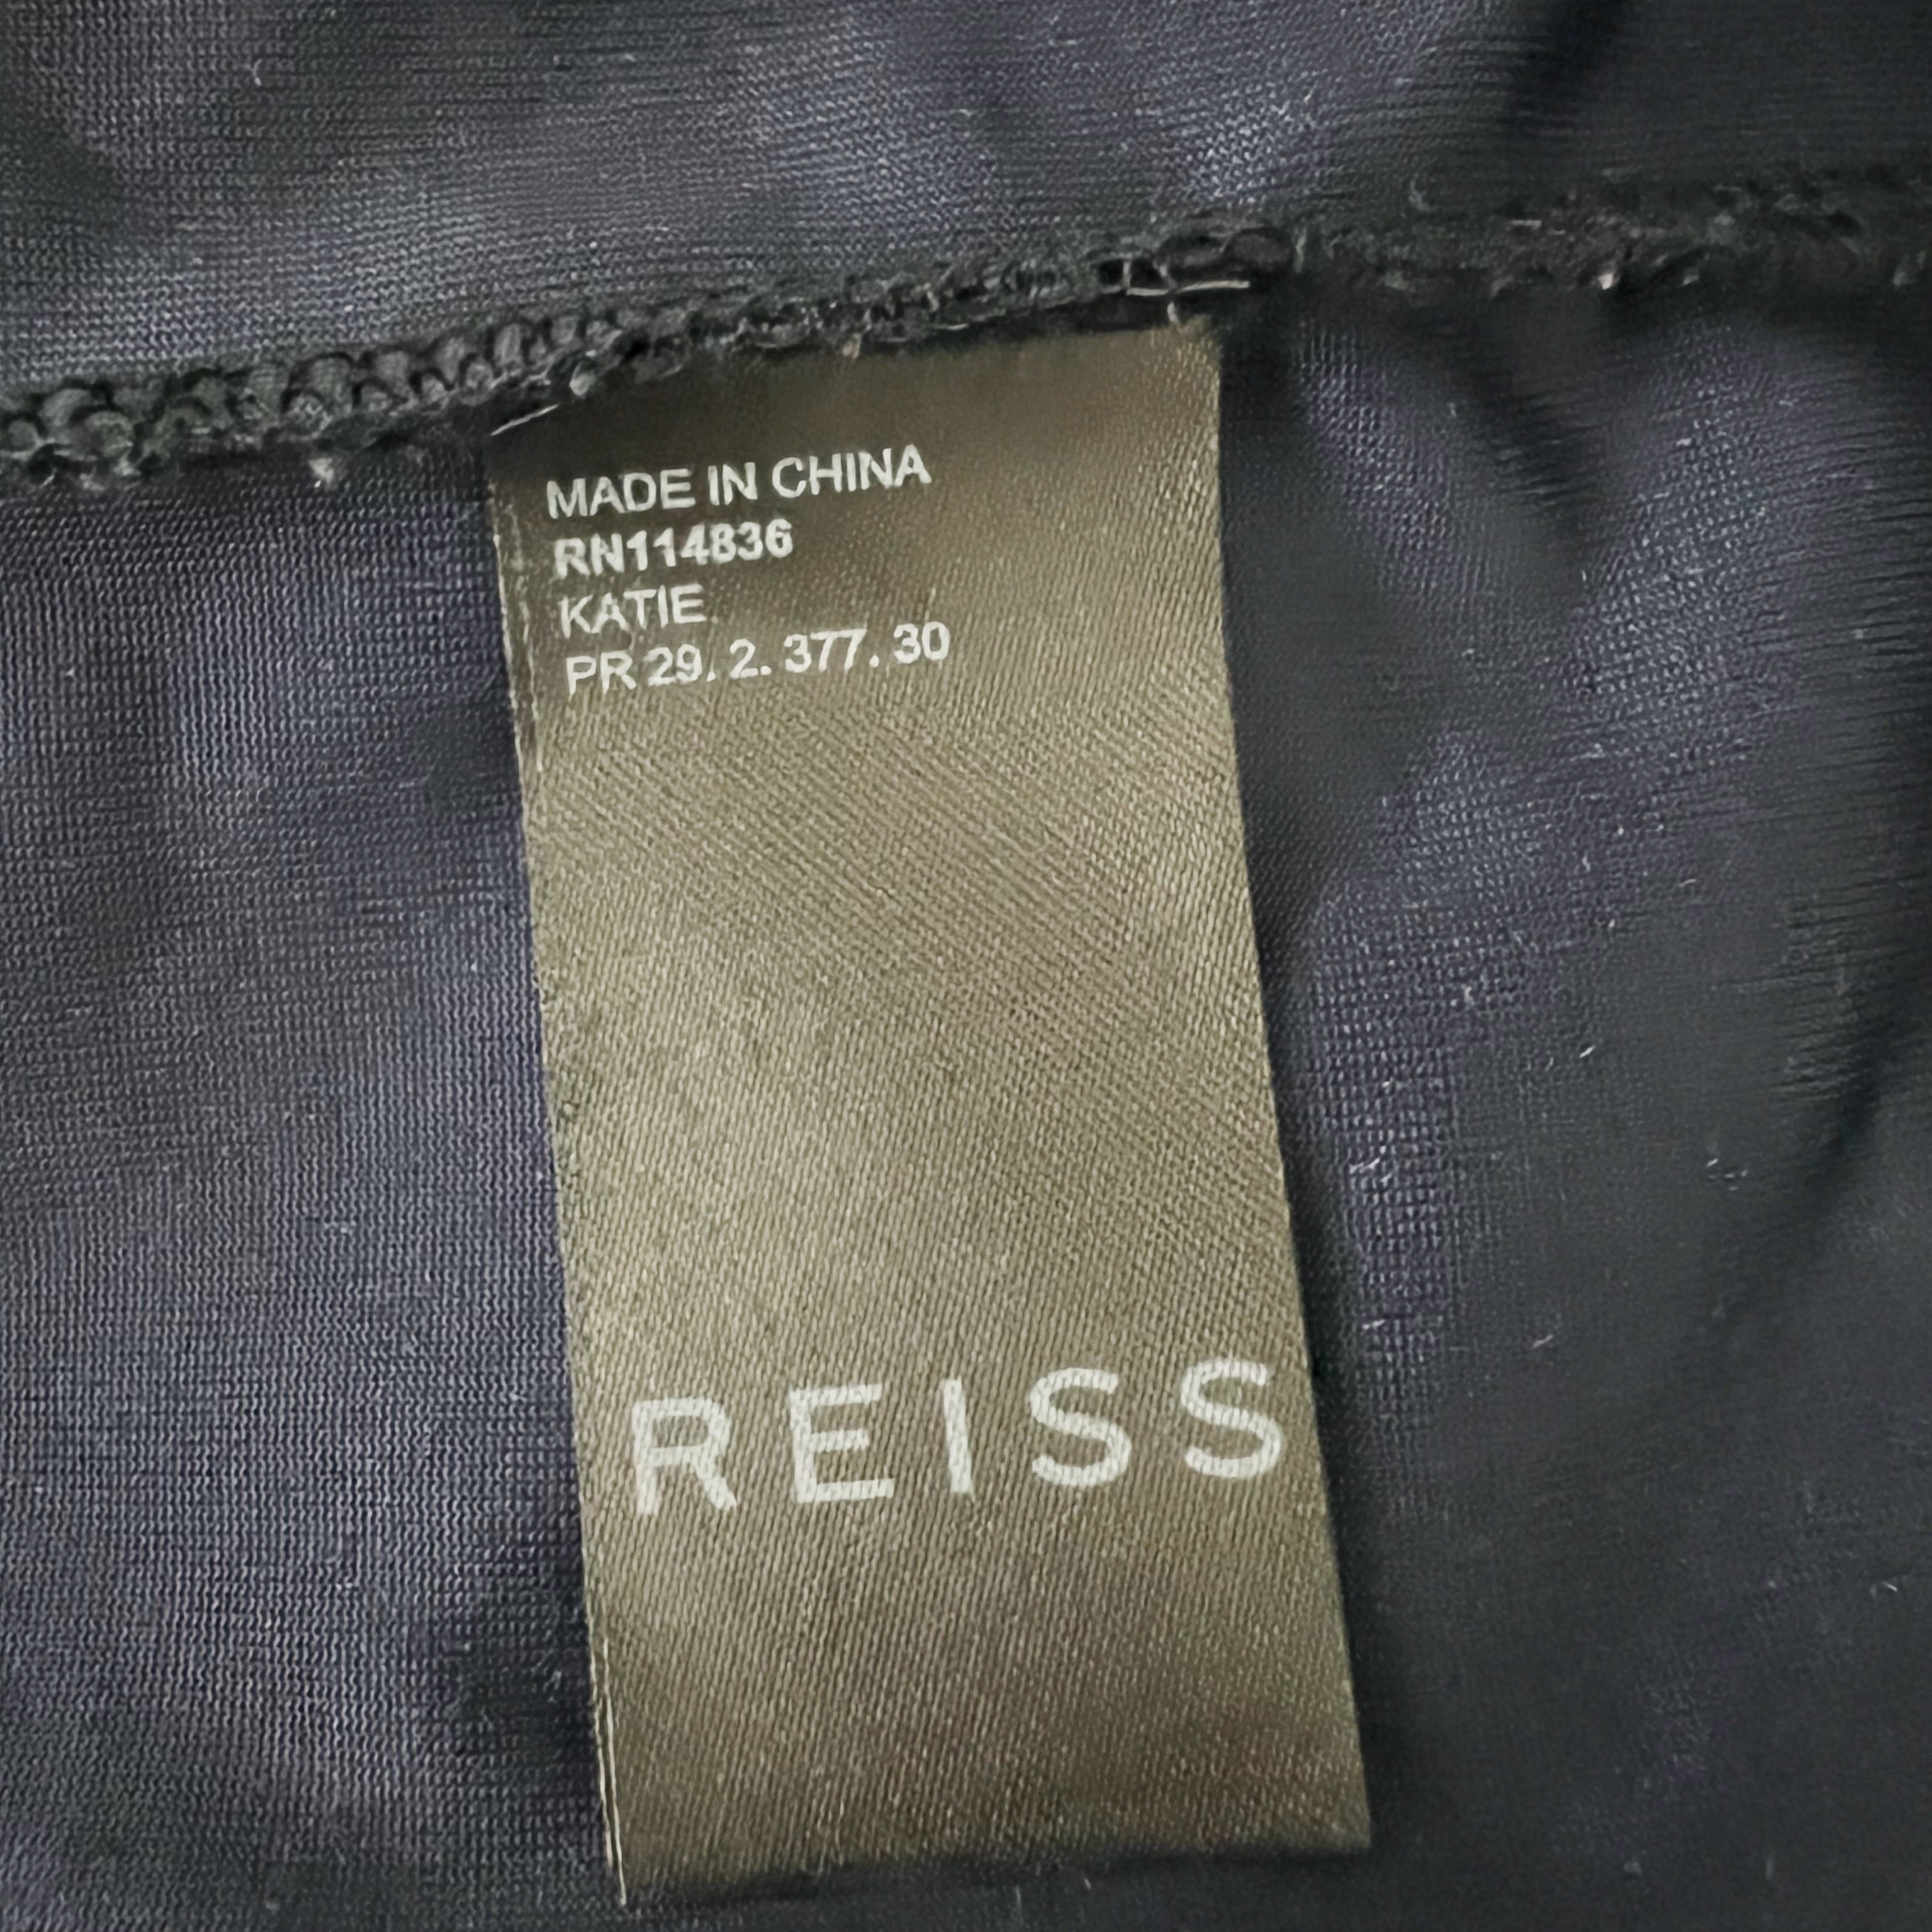 MADE IN CHINA
RN114836
KATIE
PR 29. 2. 377. 30
REISS